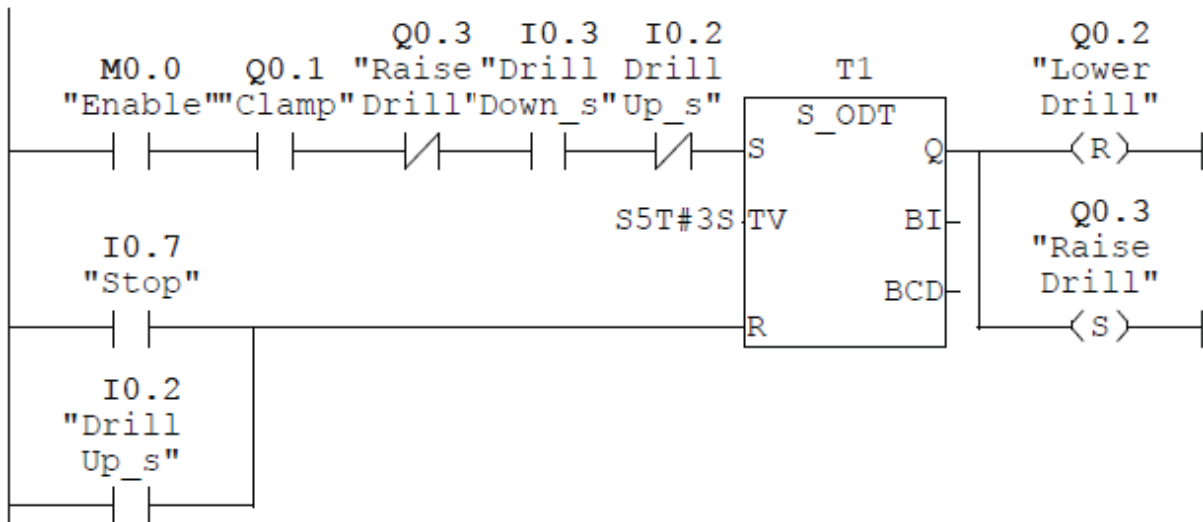 M0.0
"Enable"
Q0.1
"Clamp"
Q0.3
"Raise
Drill"
I0.3
"Drill
Down_s"
I0.2
Drill
Up_s"
T1
S_ODT
S
Q
S5T#3S
TV
BI
BCD
R
Q0.2
"Lower
Drill"
(R)
Q0.3
"Raise
Drill"
(S)
I0.7
"Stop"
I0.2
"Drill
Up_s"